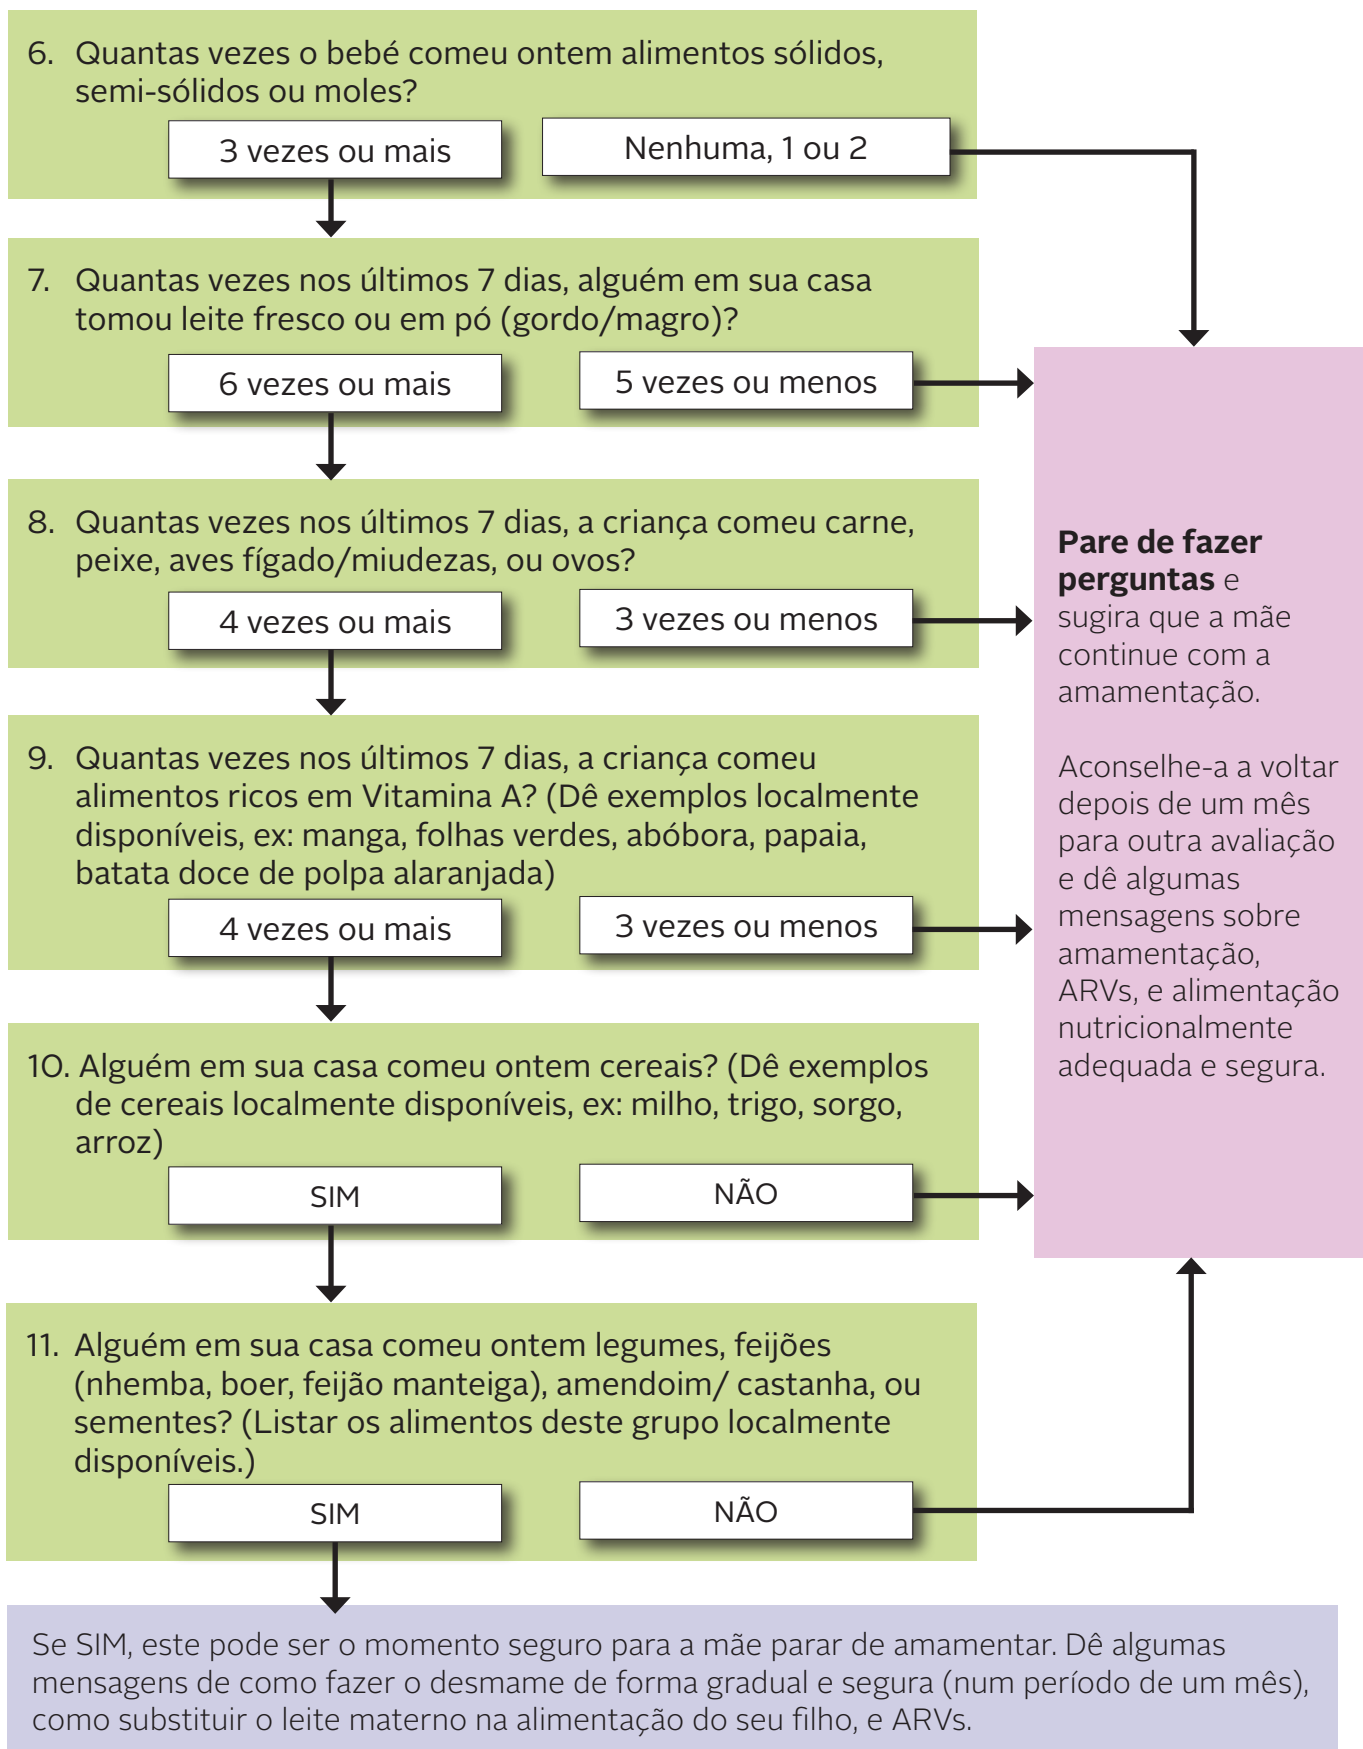 6. Quantas vezes o bebé comeu ontem alimentos sólidos,
semi-sólidos ou moles?
3 vezes ou mais
Nenhuma, 1 ou 2
7. Quantas vezes nos últimos 7 dias, alguém em sua casa
tomou leite fresco ou em pó (gordo/magro)?
6 vezes ou mais
5 vezes ou menos
8. Quantas vezes nos últimos 7 dias, a criança comeu carne,
peixe, aves fígado/miudezas, ou ovos?
4 vezes ou mais
3 vezes ou menos
9. Quantas vezes nos últimos 7 dias, a criança comeu
alimentos ricos em Vitamina A? (Dê exemplos localmente
disponíveis, ex: manga, folhas verdes, abóbora, papaia,
batata doce de polpa alaranjada)
4 vezes ou mais
3 vezes ou menos
10. Alguém em sua casa comeu ontem cereais? (Dê exemplos
de cereais localmente disponíveis, ex: milho, trigo, sorgo,
arroz)
SIM
NÃO
11. Alguém em sua casa comeu ontem legumes, feijões
(nhemba, boer, feijão manteiga), amendoim/ castanha, ou
sementes? (Listar os alimentos deste grupo localmente
disponíveis.)
SIM
NÃO
Pare de fazer
perguntas e
sugira que a mãe
continue com a
amamentação.
Aconselhe-a a voltar
depois de um mês
para outra avaliação
e dê algumas
mensagens sobre
amamentação,
ARVs, e alimentação
nutricionalmente
adequada e segura.
Se SIM, este pode ser o momento seguro para a mãe parar de amamentar. Dê algumas
mensagens de como fazer o desmame de forma gradual e segura (num período de um mês),
como substituir o leite materno na alimentação do seu filho, e ARVs.